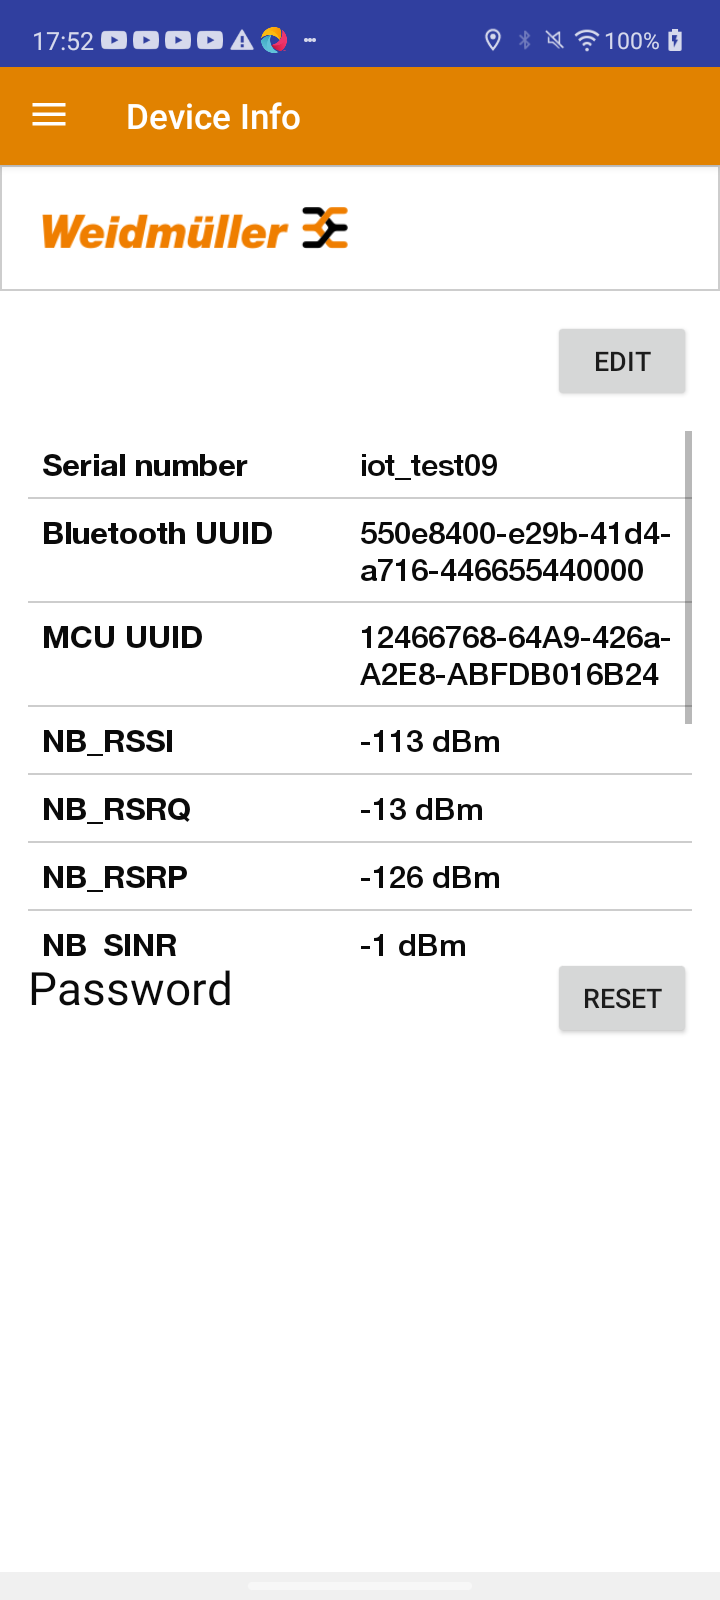 17:52 100%
Device Info
Weidmüller
EDIT
Serial number iot_test09
Bluetooth UUID 550e8400-e29b-41d4-
a716-446655440000
MCU UUID 12466768-64A9-426a-
A2E8-ABFDB016B24
NB_RSSI -113 dBm
NB_RSRQ -13 dBm
NB_RSRP -126 dBm
NB_SINR -1 dBm
Password RESET